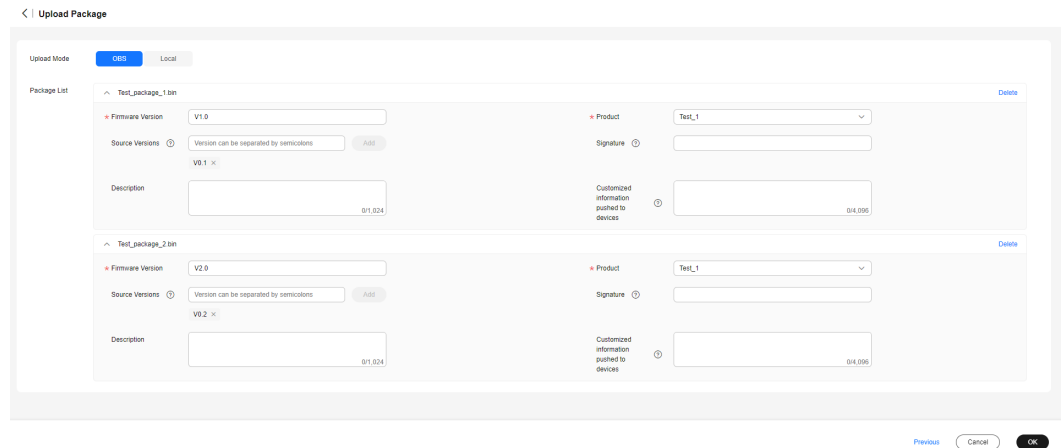 Upload Package
Upload Mode OBS Local
Package List
Test_package_1.bin Delete
* Firmware Version V1.0 * Product Test_1
Source Versions Version can be separated by semicolons Add Signature
V0.1 ×
Description 0/1,024 Customized information pushed to devices 0/4,096
Test_package_2.bin Delete
* Firmware Version V2.0 * Product Test_1
Source Versions Version can be separated by semicolons Add Signature
V0.2 ×
Description 0/1,024 Customized information pushed to devices 0/4,096
Previous Cancel OK